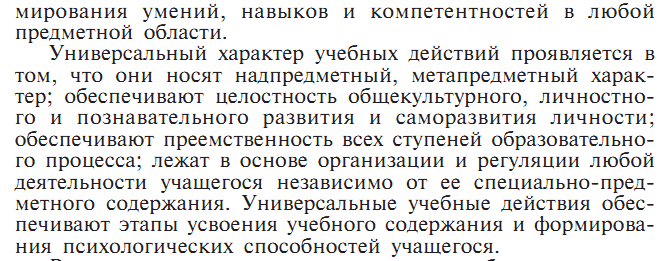 мирования умений, навыков и компетентностей в любой
предметной области.
Универсальный характер учебных действий проявляется в
том, что они носят надпредметный, метапредметный харак-
тер; обеспечивают целостность общекультурного, личностно-
го и познавательного развития и саморазвития личности;
обеспечивают преемственность всех ступеней образовательно-
го процесса; лежат в основе организации и регуляции любой
деятельности учащегося независимо от ее специально-пред-
метного содержания. Универсальные учебные действия обес-
печивают этапы усвоения учебного содержания и формирова-
ния психологических способностей учащегося.